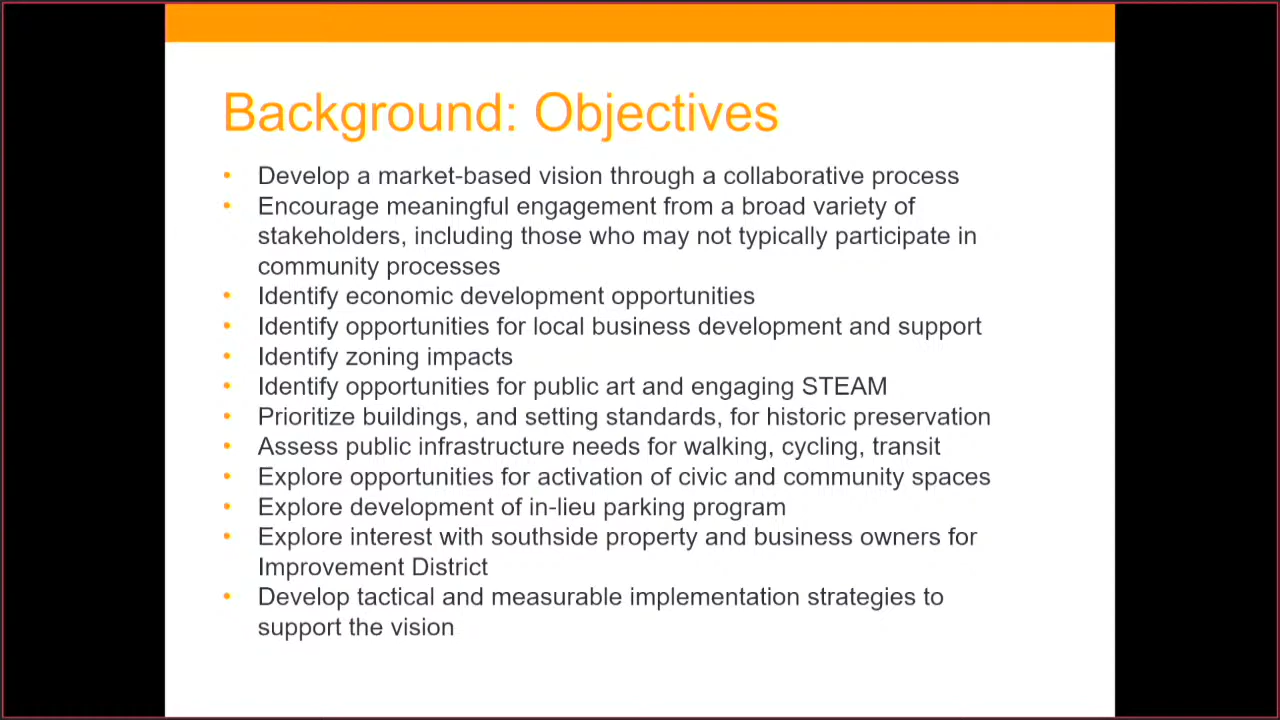 Background: Objectives
• Develop a market-based vision through a collaborative process
• Encourage meaningful engagement from a broad variety of
stakeholders, including those who may not typically participate in
community processes
• Identify economic development opportunities
• Identify opportunities for local business development and support
• Identify zoning impacts
• Identify opportunities for public art and engaging STEAM
• Prioritize buildings, and setting standards, for historic preservation
• Assess public infrastructure needs for walking, cycling, transit
• Explore opportunities for activation of civic and community spaces
• Explore development of in-lieu parking program
• Explore interest with southside property and business owners for
Improvement District
• Develop tactical and measurable implementation strategies to
support the vision